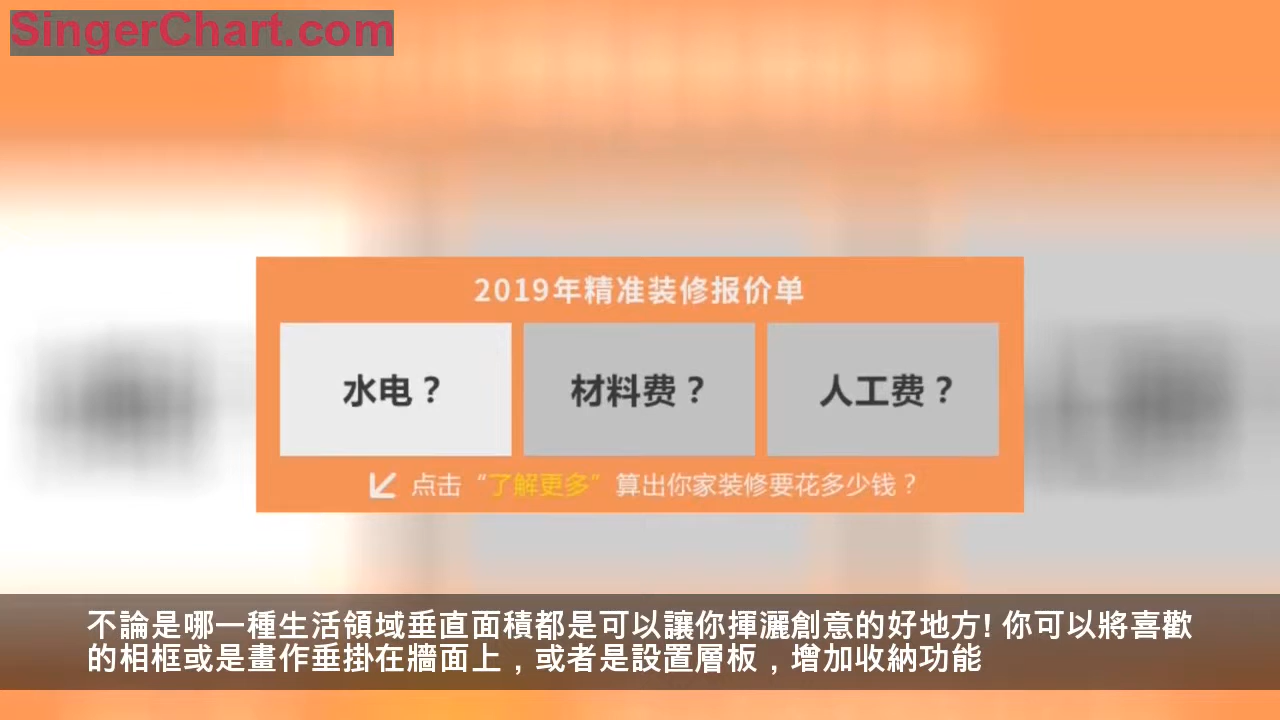 SingerChart.com
2019年精准装修报价单
水电？
材料费？
人工费？
点击“了解更多”算出你家装修要花多少钱？
不論是哪一種生活領域垂直面積都是可以讓你揮灑創意的好地方! 你可以將喜歡
的相框或是畫作垂掛在牆面上，或者是設置層板，增加收納功能